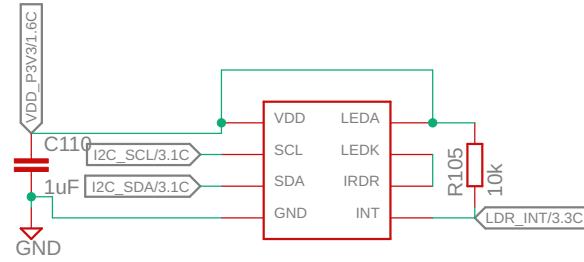 VDD_P3V3/1.6C
C110
1uF
GND
I2C_SCL/3.1C
I2C_SDA/3.1C
VDD
SCL
SDA
GND
LEDA
LEDK
IRDR
INT
R105
10k
LDR_INT/3.3C